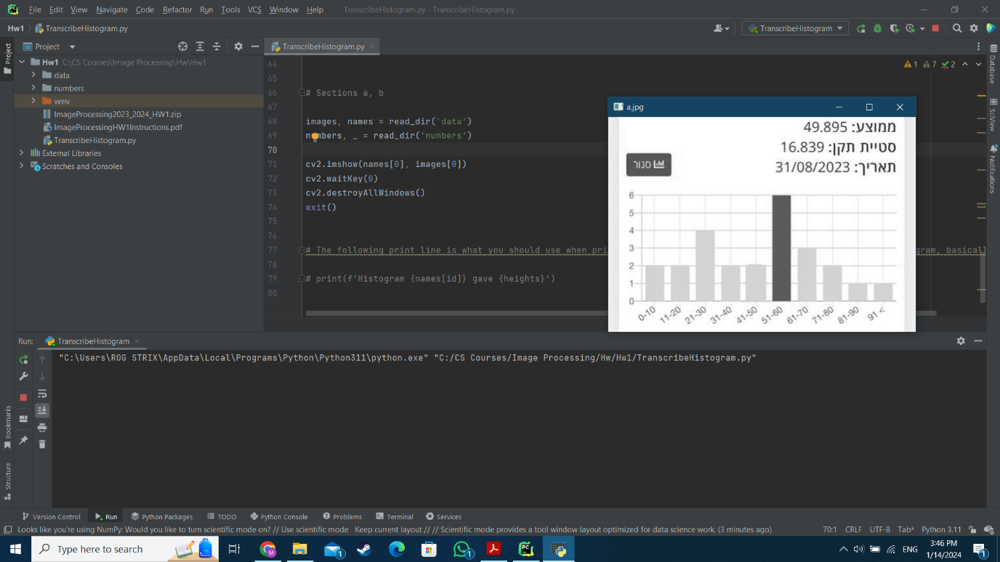 File Edit View Navigate Code Refactor Run Tools VCS Window Help TranscribeHistogram.py - TranscribeHistogram.py
Hw1 TranscribeHistogram.py
TranscribeHistogram
Project
Project
Hw1 C:\CS Courses\Image Processing\Hw\Hw1
data
numbers
venv
ImageProcessing2023_2024_HW1.zip
ImageProcessingHW1Instructions.pdf
TranscribeHistogram.py
External Libraries
Scratches and Consoles
TranscribeHistogram.py
1 7 2
64
65
66 # Sections a, b
67
68 images, names = read_dir('data')
69 numbers, _ = read_dir('numbers')
70
71 cv2.imshow(names[0], images[0])
72 cv2.waitKey(0)
73 cv2.destroyAllWindows()
74 exit()
75
76
77 # The following print line is what you should use when pri
gram, basicall
78
79 # print(f'Histogram {names[id]} gave {heights}')
80
a.jpg
ממוצע: 49.895
סטיית תקן: 16.839
תאריך: 31/08/2023
סגור
6
5
4
3
2
1
0
0-10 11-20 21-30 31-40 41-50 51-60 61-70 71-80 81-90 91 <
Database
SciView
Notifications
Run: TranscribeHistogram
"C:\Users\ROG STRIX\AppData\Local\Programs\Python\Python311\python.exe" "C:/CS Courses/Image Processing/Hw/Hw1/TranscribeHistogram.py"
Bookmarks
Structure
Version Control Run Python Packages TODO Python Console Problems Terminal Services
Looks like you're using NumPy: Would you like to turn scientific mode on? // Use scientific mode Keep current layout // // Scientific mode provides a tool window layout optimized for data science work. (3 minutes ago) 70:1 CRLF UTF-8 Tab* Python 3.11
Type here to search
1
1
ENG
3:46 PM
1/14/2024
1